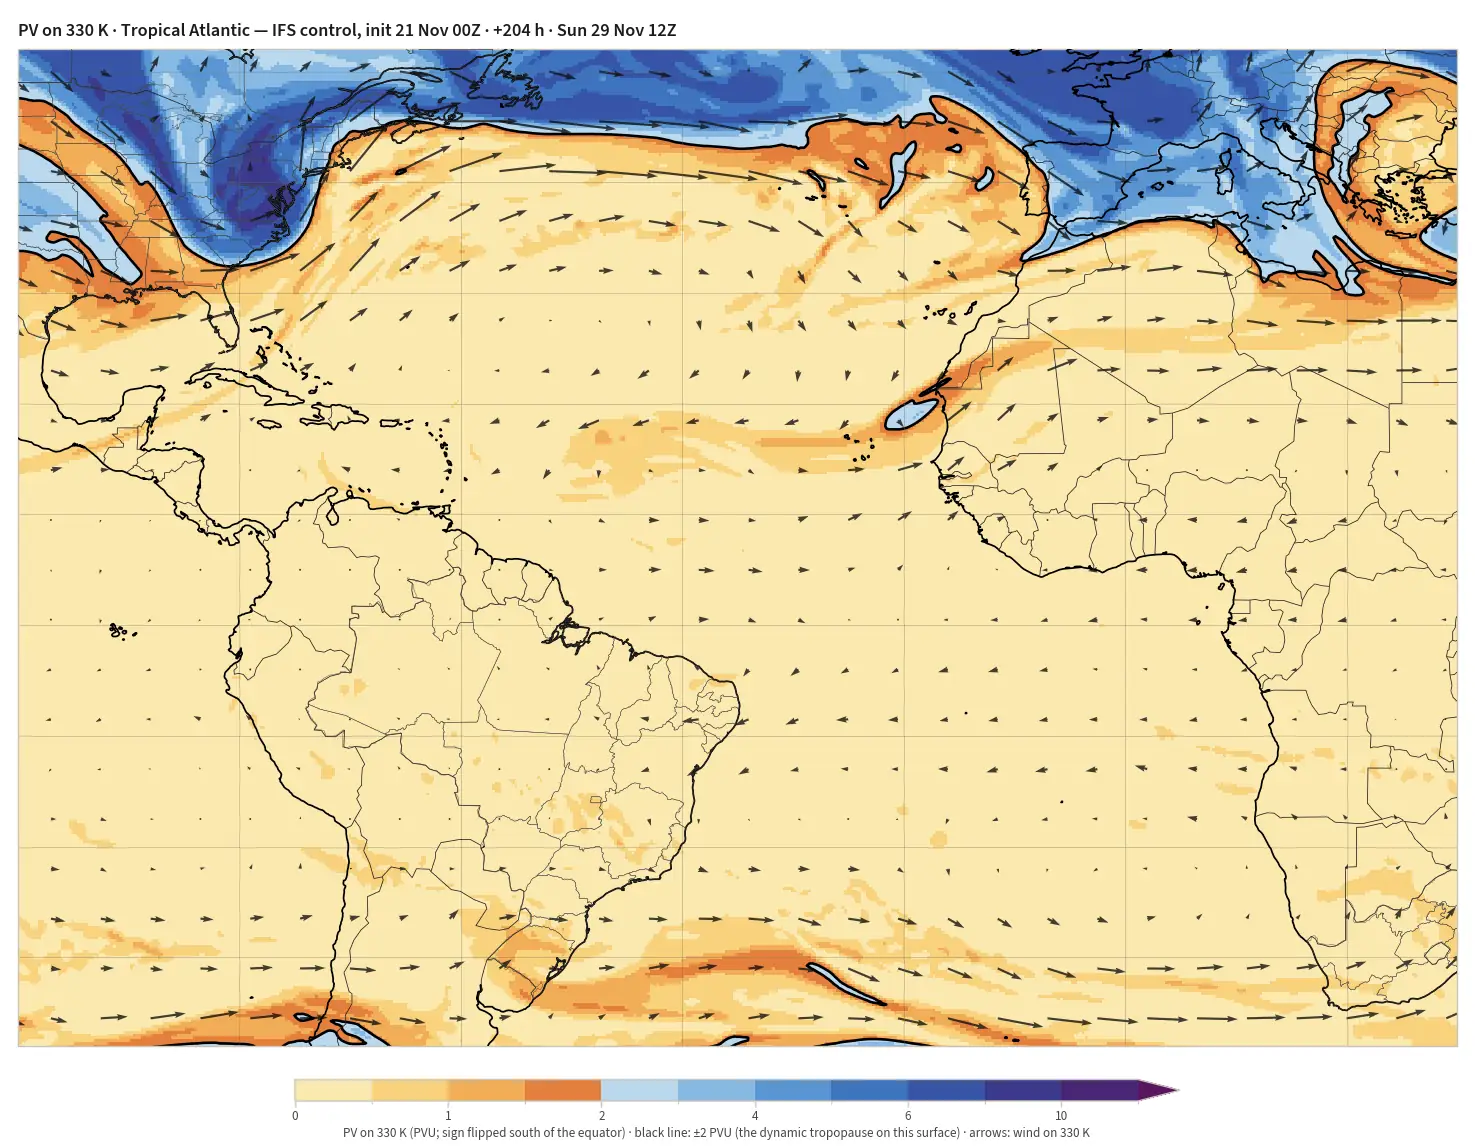 PV on 330 K · Tropical Atlantic — IFS control, init 21 Nov 00Z · +204 h · Sun 29 Nov 12Z
0 1 2 4 6 10
PV on 330 K (PVU; sign flipped south of the equator) · black line: ±2 PVU (the dynamic tropopause on this surface) · arrows: wind on 330 K